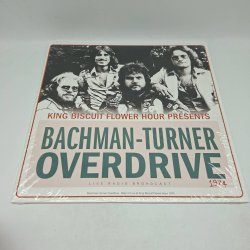 KING BISCUIT FLOWER HOUR PRESENTS
BACHMAN-TURNER
OVERDRIVE
LIVE RADIO BROADCAST
1974